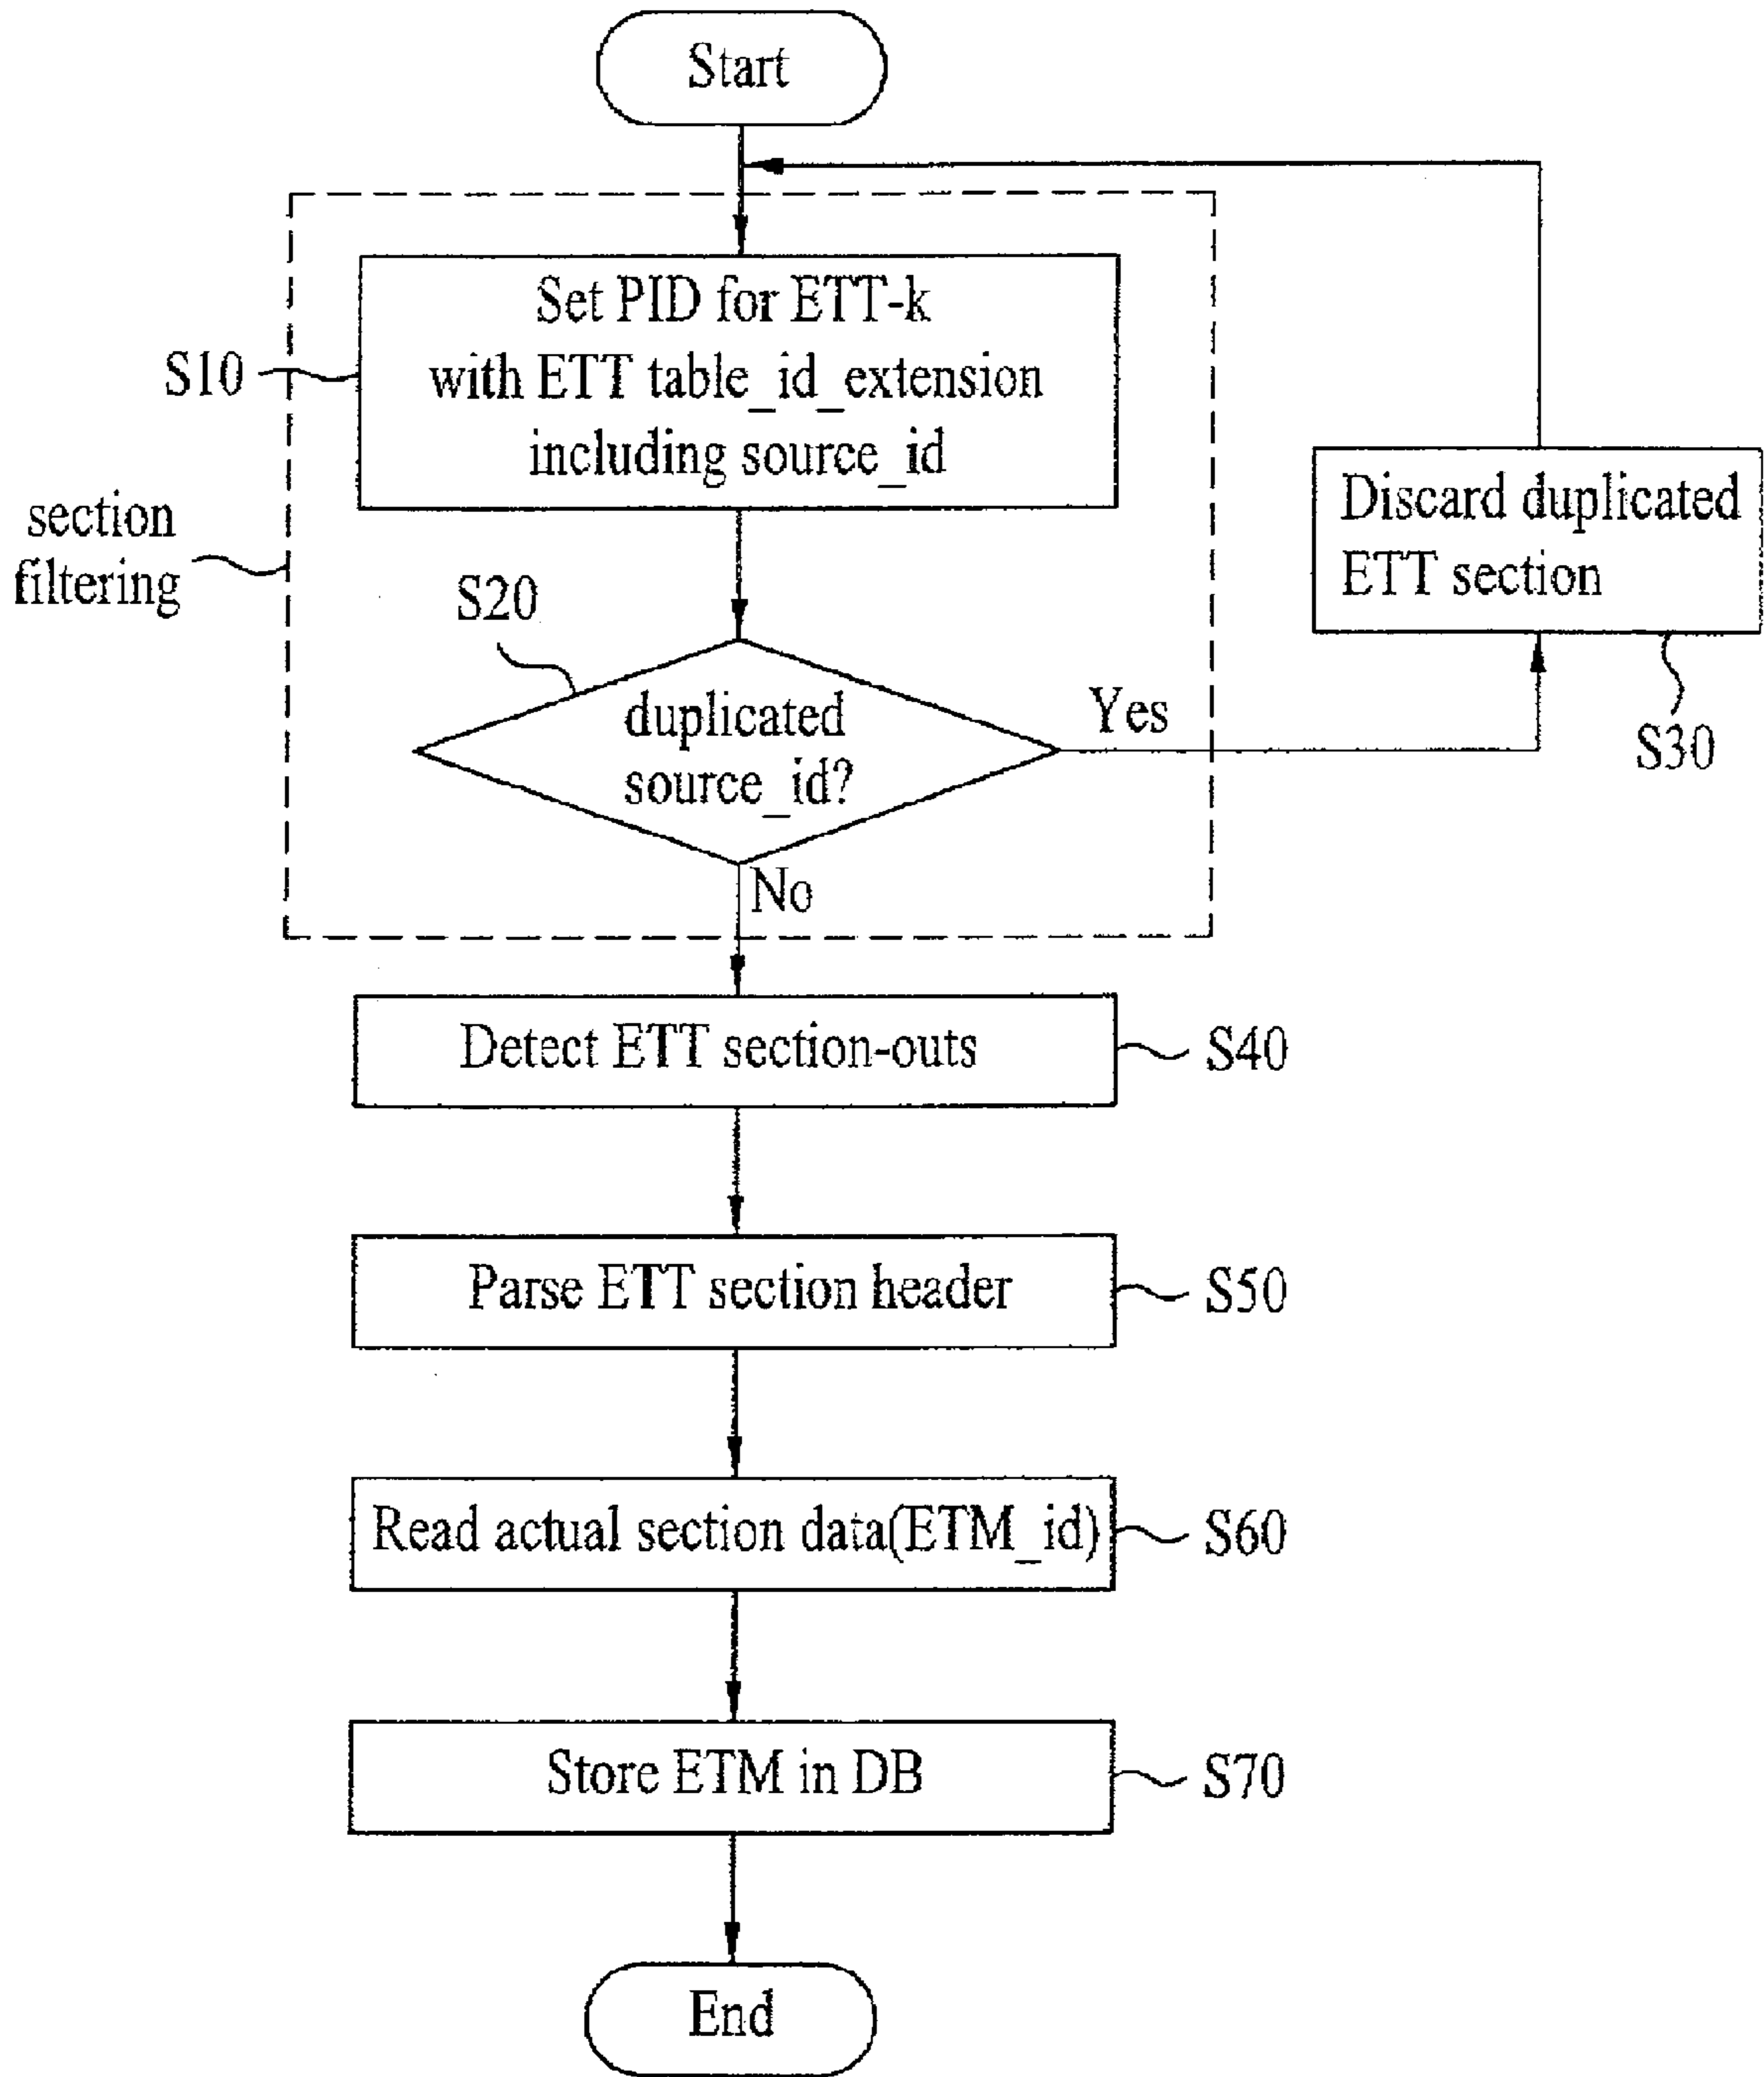 Start
Set PID for ETT-k
with ETT table_id_extension
including source_id
S10
section
filtering
Discard duplicated
ETT section
S30
S20
duplicated
source_id?
Yes
No
Detect ETT section-outs
S40
Parse ETT section header
S50
Read actual section data(ETM_id)
S60
Store ETM in DB
S70
End